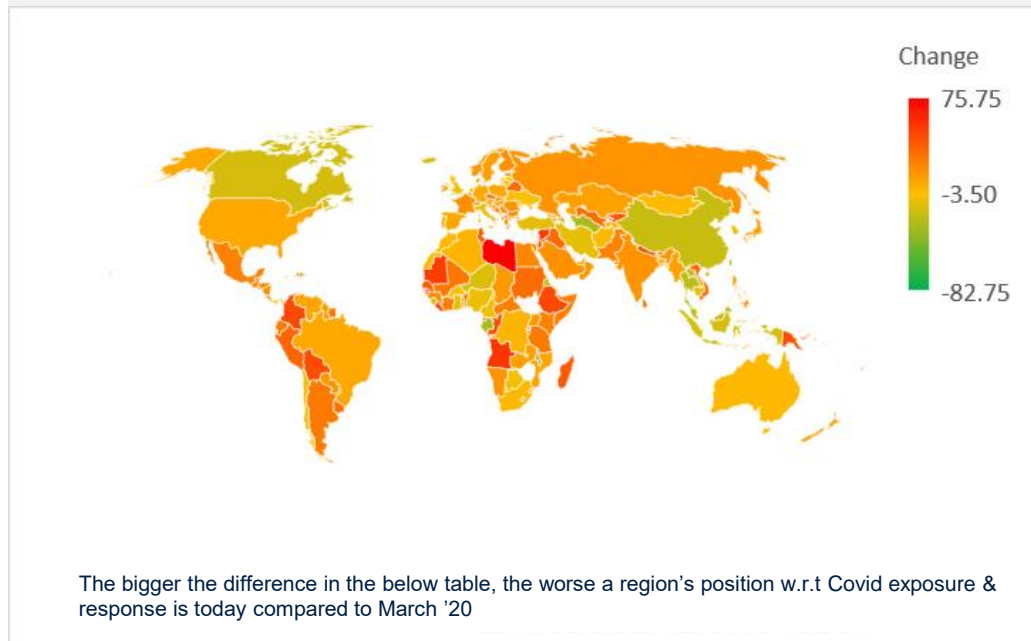 Change
75.75
-3.50
-82.75
The bigger the difference in the below table, the worse a region’s position w.r.t Covid exposure &
response is today compared to March ’20